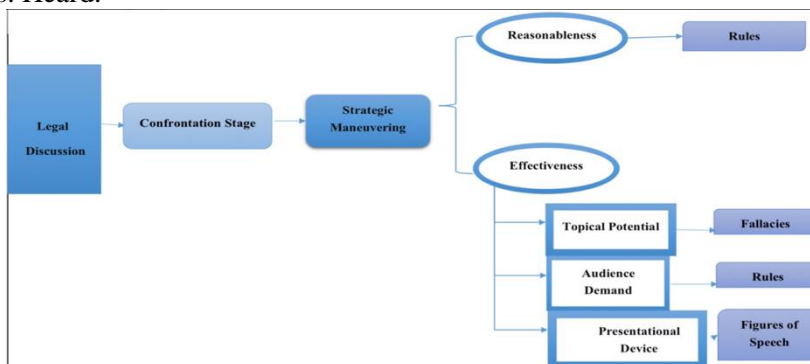 Heard.
Reasonableness
Rules
Legal
Discussion
Confrontation Stage
Strategic
Maneuvering
Effectiveness
Topical Potential
Fallacies
Audience
Demand
Rules
Presentational
Device
Figures of
Speech